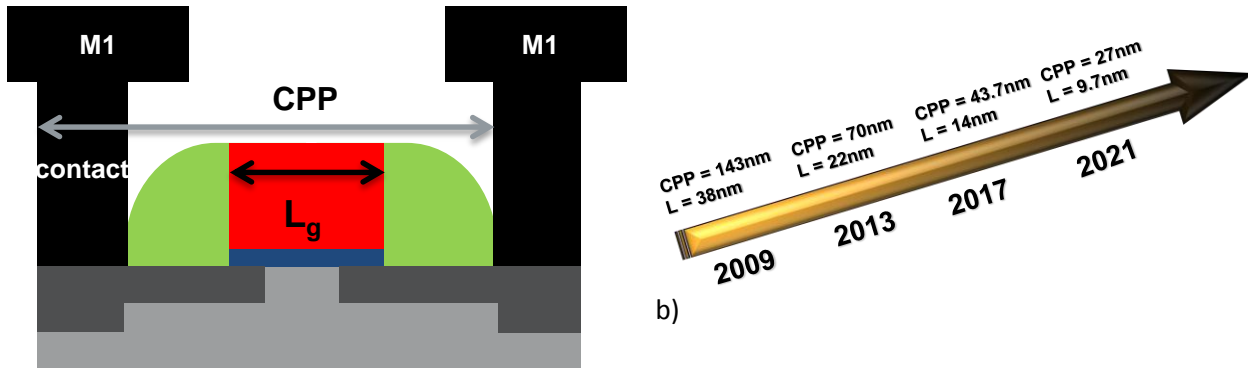 M1
M1
CPP
contact
Lg
CPP = 143nm
L = 38nm
CPP = 70nm
L = 22nm
CPP = 43.7nm
L = 14nm
CPP = 27nm
L = 9.7nm
2009
2013
2017
2021
b)